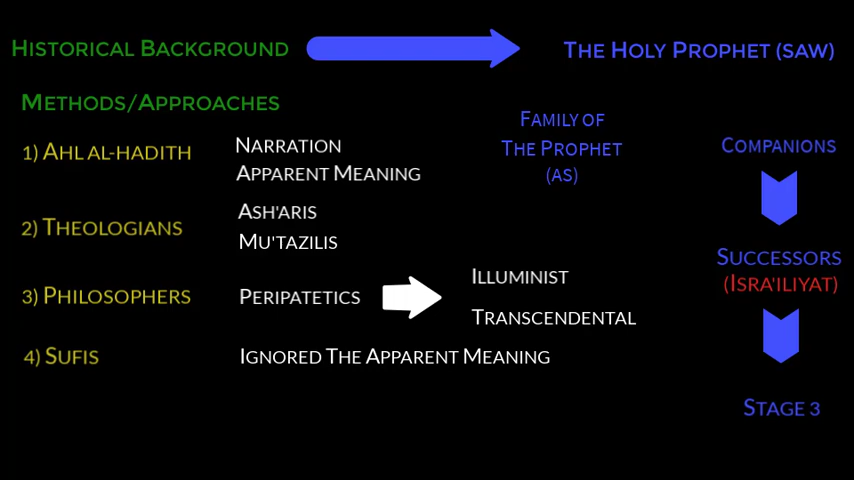 HISTORICAL BACKGROUND
THE HOLY PROPHET (SAW)
METHODS/APPROACHES
1) AHL AL-HADITH
NARRATION
APPARENT MEANING
FAMILY OF
THE PROPHET
(AS)
COMPANIONS
2) THEOLOGIANS
ASH'ARIS
MU'TAZILIS
SUCCESSORS
(ISRA'ILIYAT)
3) PHILOSOPHERS
PERIPATETICS
ILLUMINIST
TRANSCENDENTAL
4) SUFIS
IGNORED THE APPARENT MEANING
STAGE 3